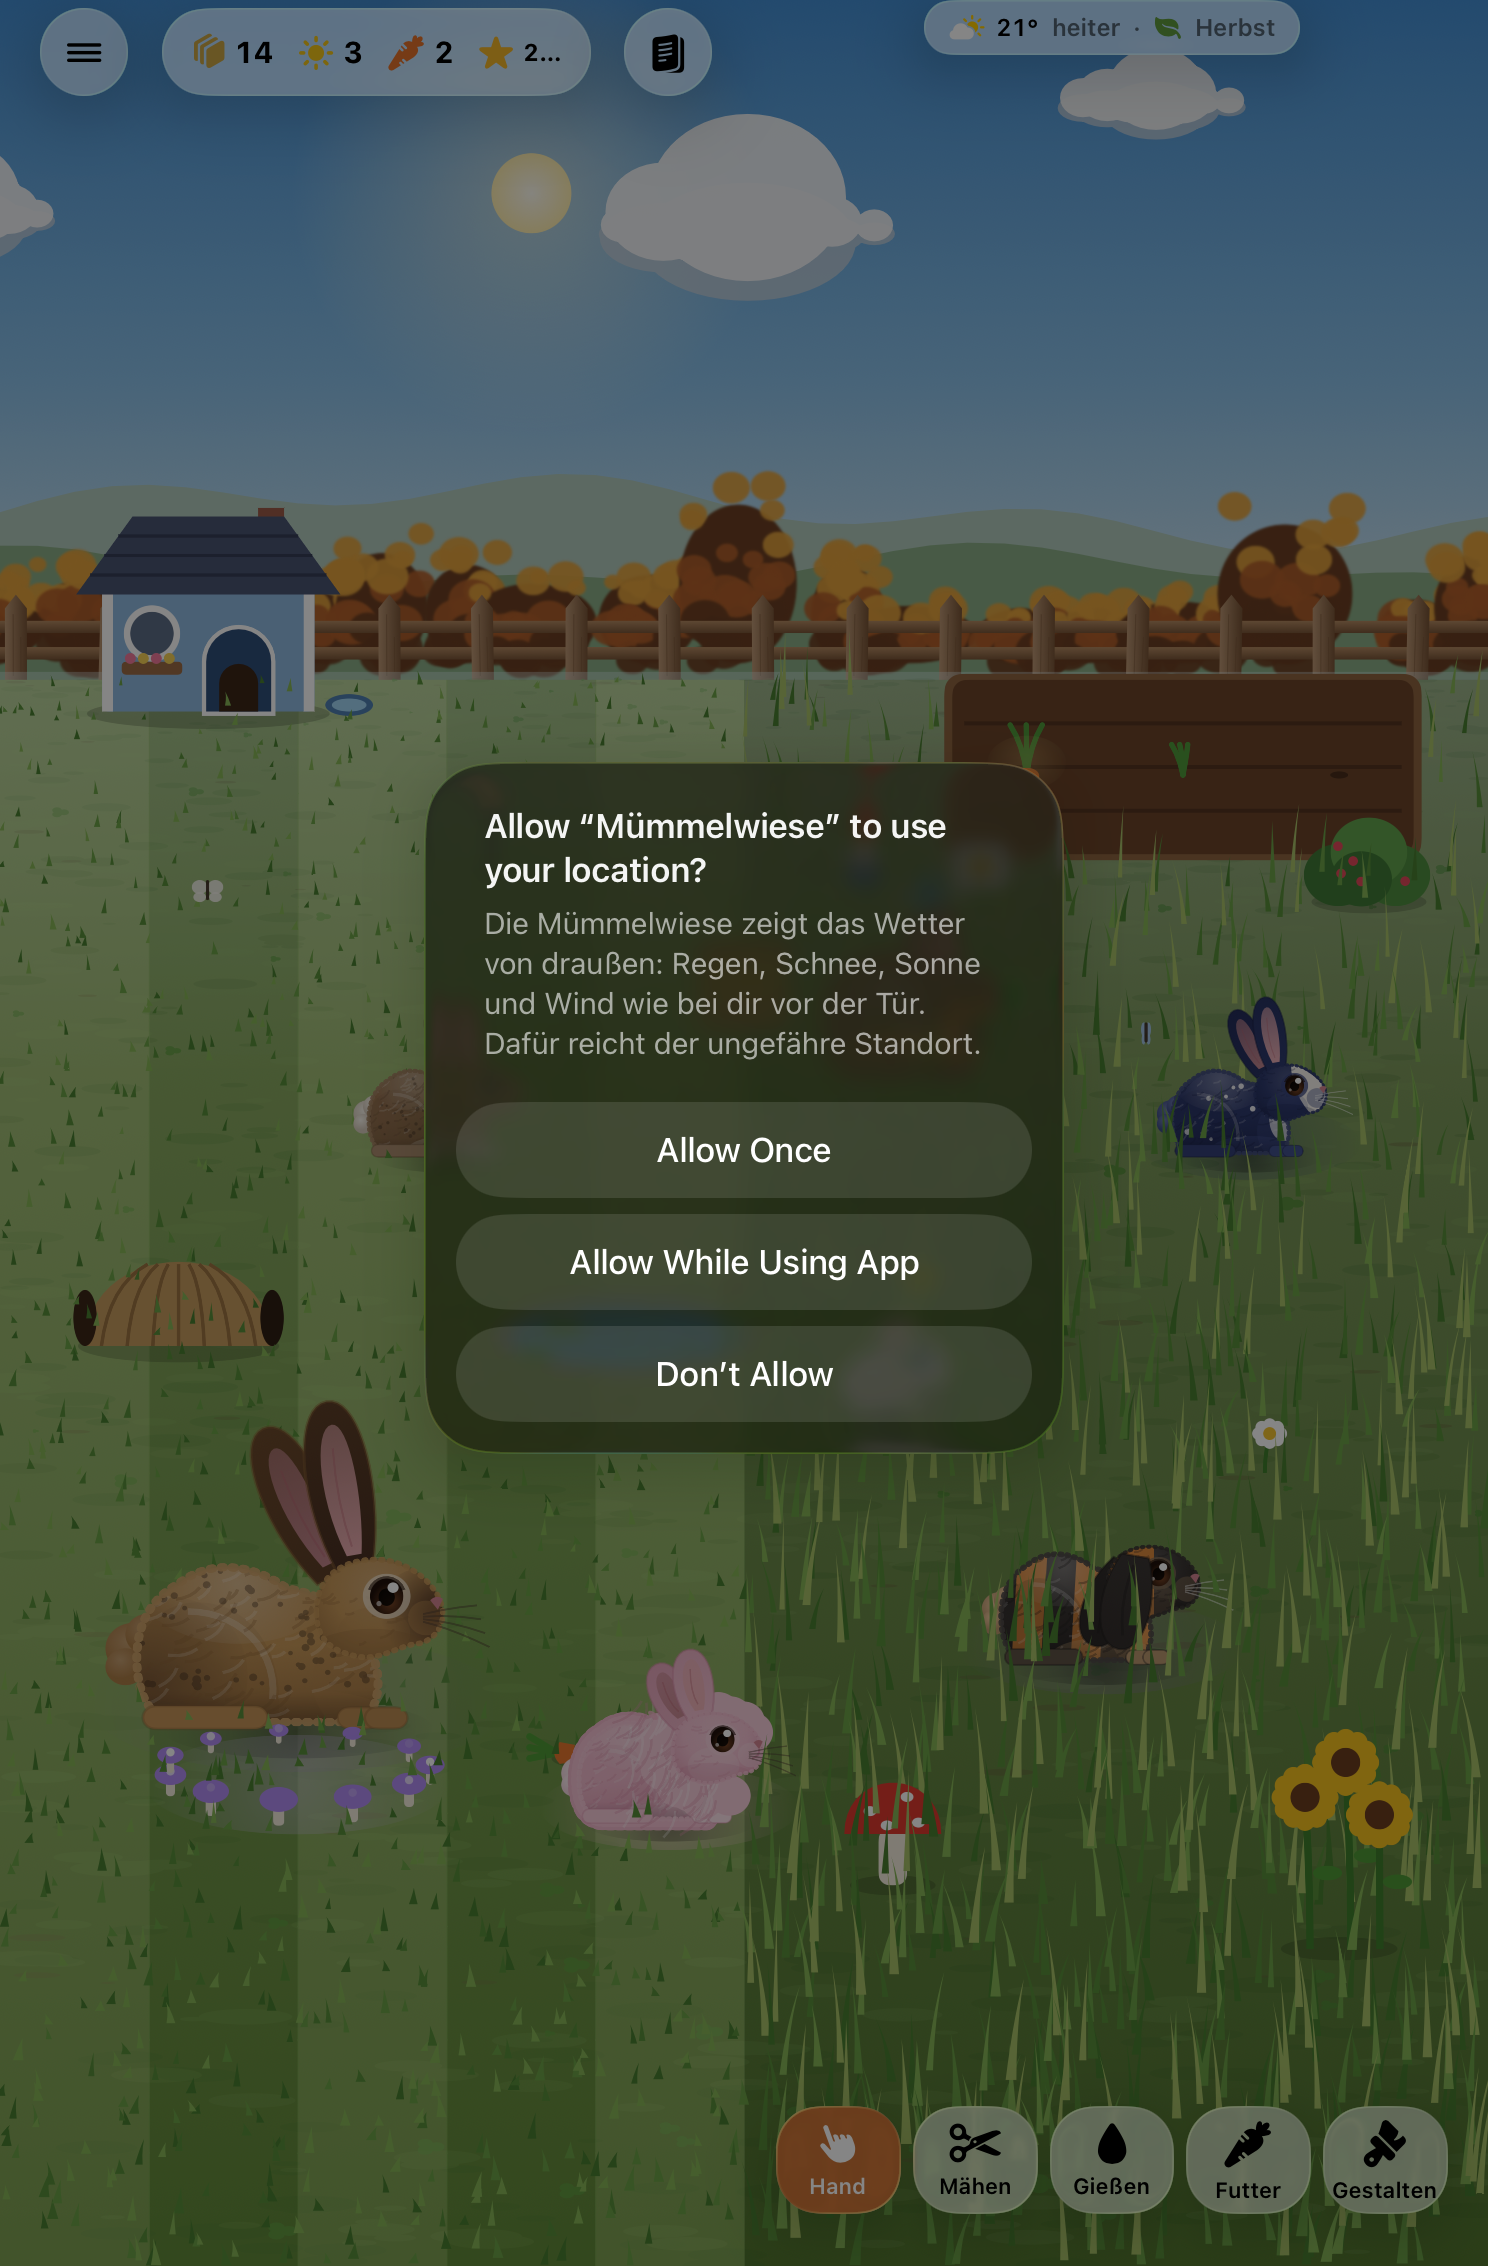 14 3 2 2...
21° heiter · Herbst
Allow “Mümmelwiese” to use
your location?
Die Mümmelwiese zeigt das Wetter
von draußen: Regen, Schnee, Sonne
und Wind wie bei dir vor der Tür.
Dafür reicht der ungefähre Standort.
Allow Once
Allow While Using App
Don’t Allow
Hand Mähen Gießen Futter Gestalten